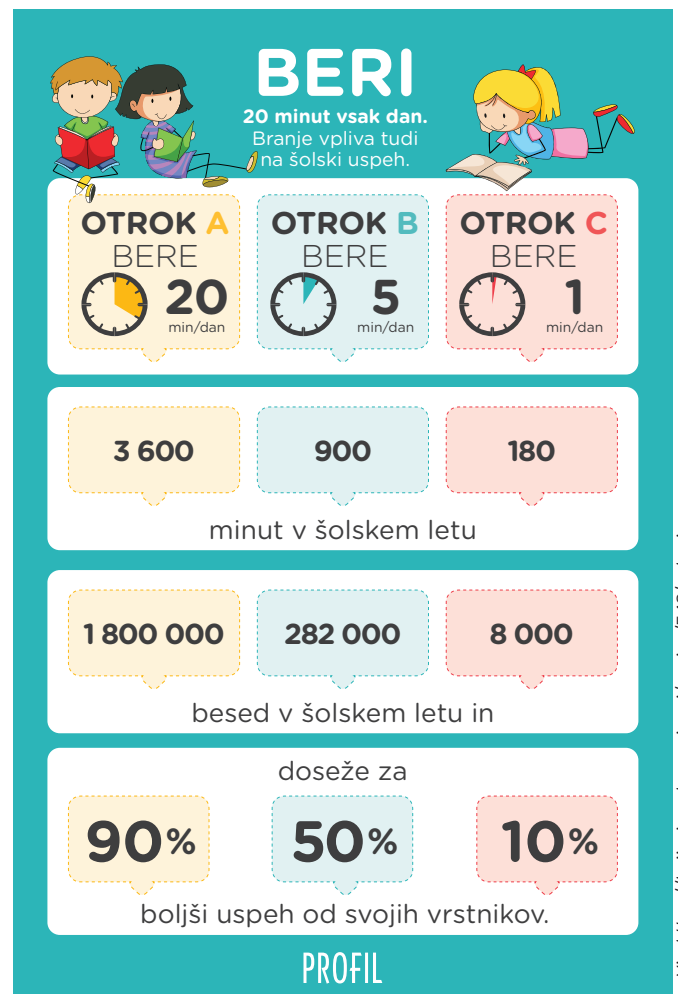 BERI
20 minut vsak dan.
Branje vpliva tudi
na šolski uspeh.
OTROK A
BERE
20
min/dan
OTROK B
BERE
5
min/dan
OTROK C
BERE
1
min/dan
3 600 900 180
minut v šolskem letu
1 800 000 282 000 8 000
besed v šolskem letu in
doseže za
90% 50% 10%
boljši uspeh od svojih vrstnikov.
PROFIL